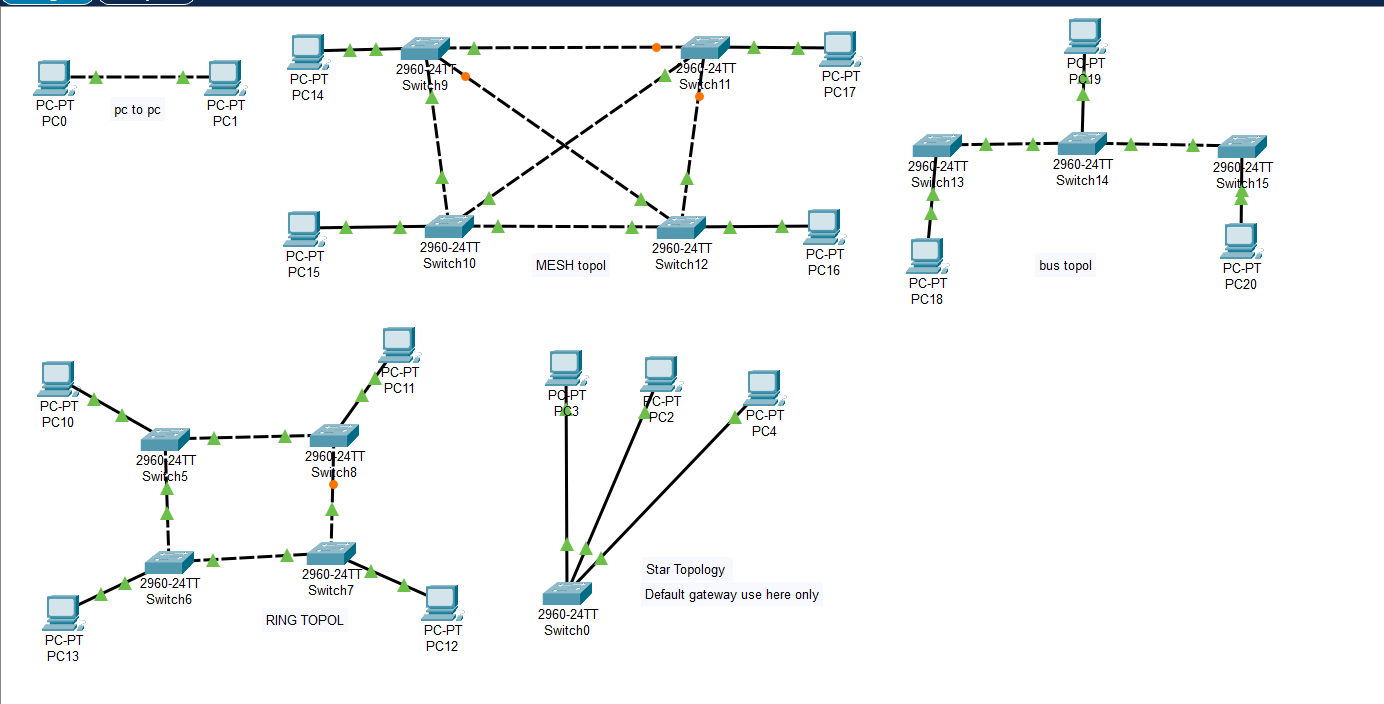 PC-PT
PC0
PC-PT
PC1
pc to pc
PC-PT
PC14
2960-24TT
Switch9
2960-24TT
Switch11
PC-PT
PC17
PC-PT
PC15
2960-24TT
Switch10
MESH topol
2960-24TT
Switch12
PC-PT
PC16
PC-PT
PC19
2960-24TT
Switch13
2960-24TT
Switch14
2960-24TT
Switch15
PC-PT
PC18
bus topol
PC-PT
PC20
PC-PT
PC10
PC-PT
PC11
2960-24TT
Switch5
2960-24TT
Switch8
2960-24TT
Switch6
2960-24TT
Switch7
PC-PT
PC13
RING TOPOL
PC-PT
PC12
PC-PT
PC3
PC-PT
PC2
PC-PT
PC4
2960-24TT
Switch0
Star Topology
Default gateway use here only